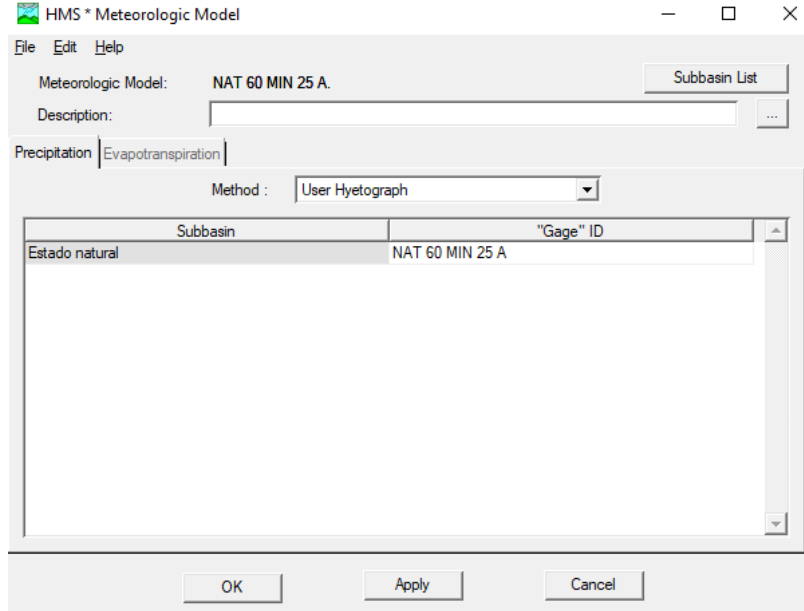 HMS * Meteorologic Model
File Edit Help
Meteorologic Model: NAT 60 MIN 25 A. Subbasin List
Description: ...
Precipitation Evapotranspiration
Method : User Hyetograph
Subbasin "Gage" ID
Estado natural NAT 60 MIN 25 A
OK Apply Cancel